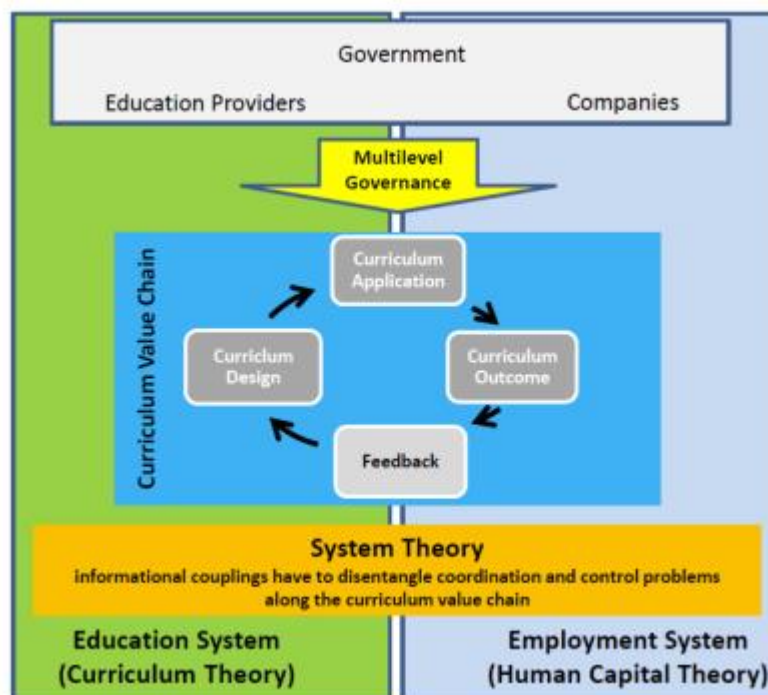 Government
Education Providers
Companies
Multilevel
Governance
Curriculum Value Chain
Curriculum
Application
Curriclum
Design
Curriculum
Outcome
Feedback
System Theory
informational couplings have to disentangle coordination and control problems
along the curriculum value chain
Education System
(Curriculum Theory)
Employment System
(Human Capital Theory)